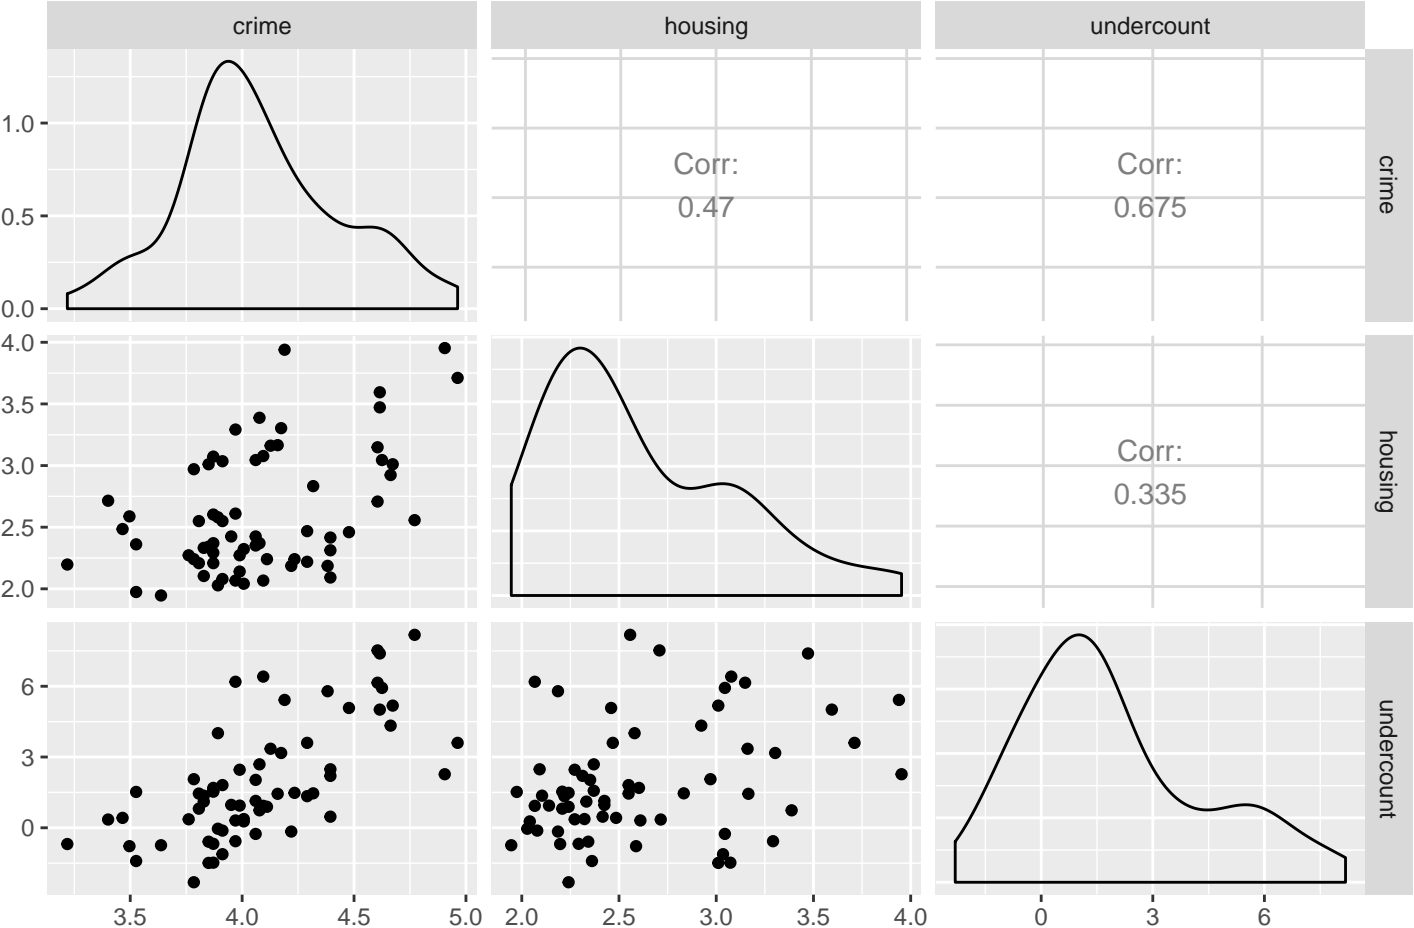 crime housing undercount
1.0
0.5
0.0
Corr:
0.47
Corr:
0.675
crime
4.0
3.5
3.0
2.5
2.0
Corr:
0.335
housing
6
3
0
undercount
3.5 4.0 4.5 5.0 2.0 2.5 3.0 3.5 4.0 0 3 6